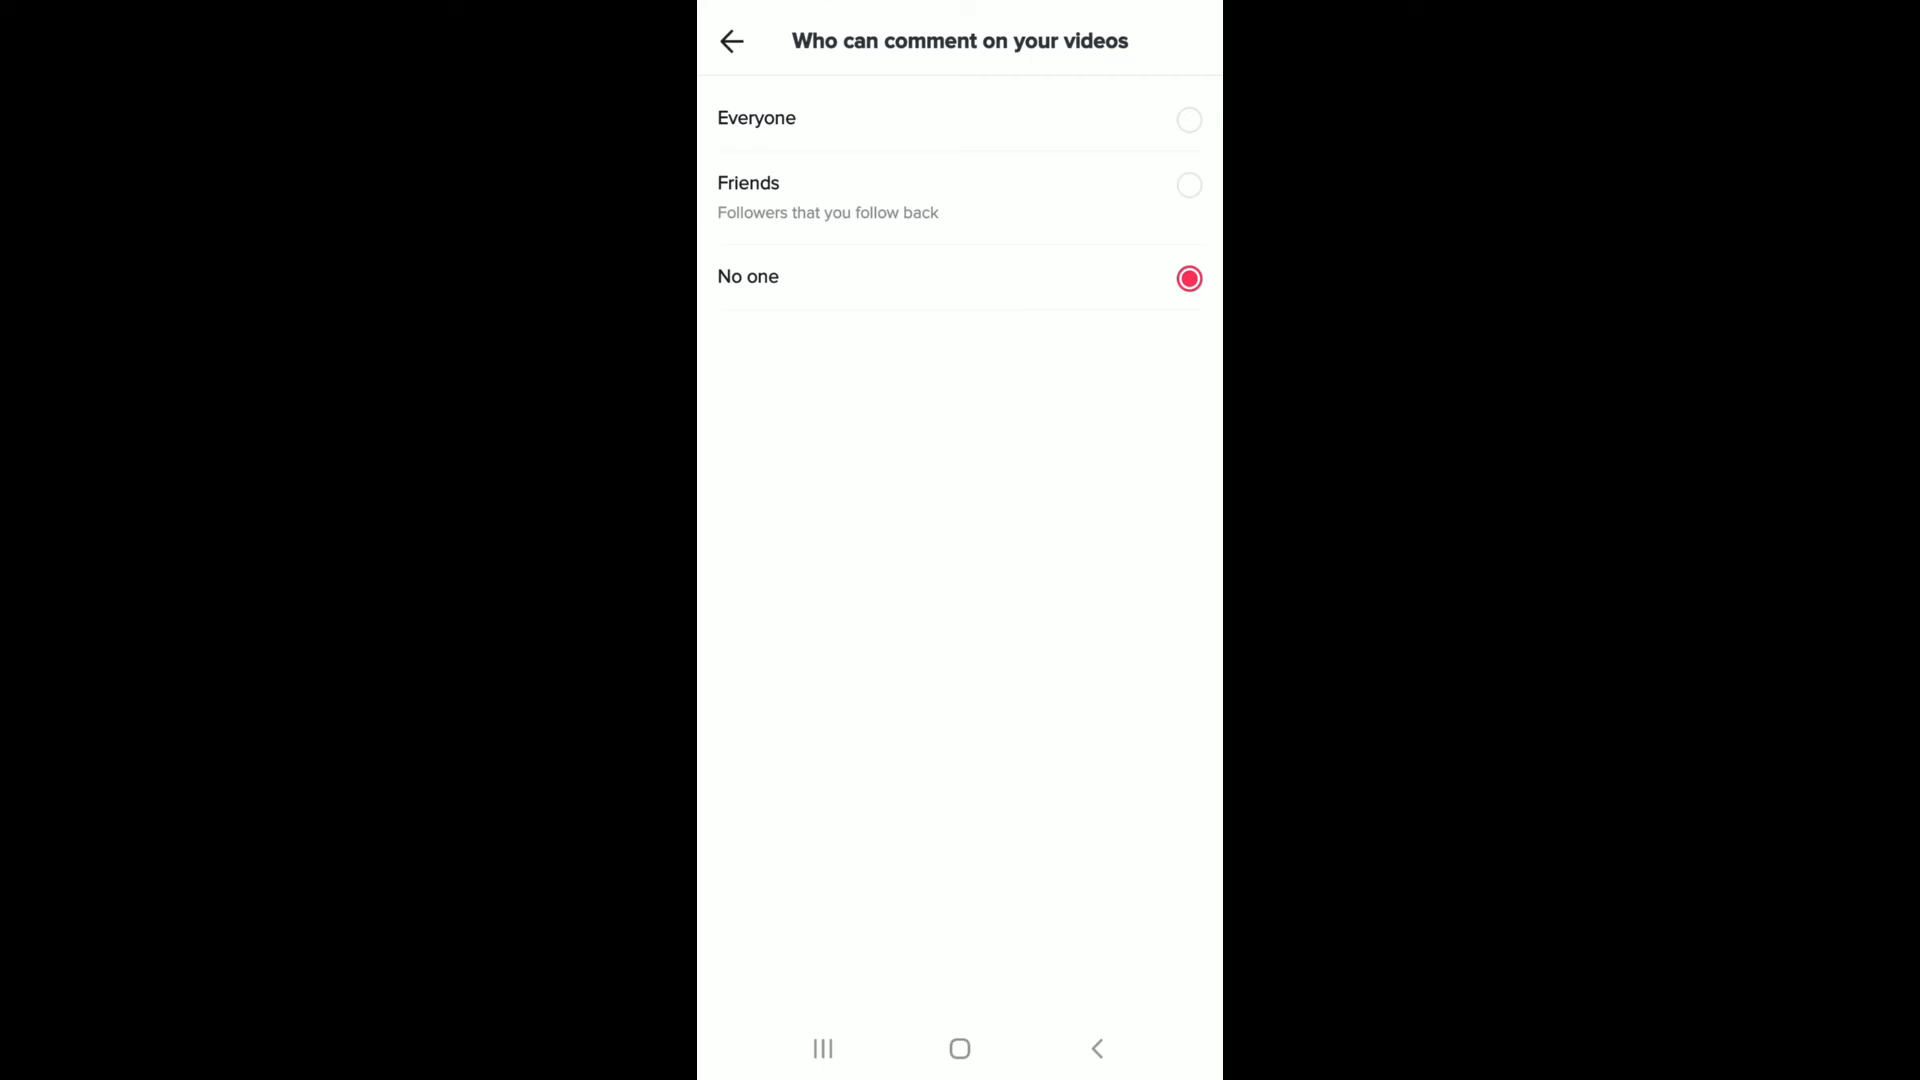 Who can comment on your videos
Everyone
Friends
Followers that you follow back
No one